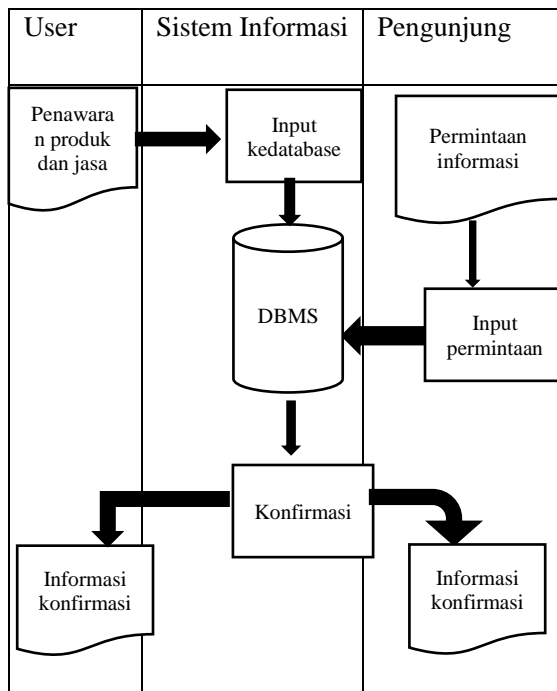 User
Sistem Informasi
Pengunjung
Penawara
n produk
dan jasa
Input
kedatabase
Permintaan
informasi
DBMS
Input
permintaan
Konfirmasi
Informasi
konfirmasi
Informasi
konfirmasi